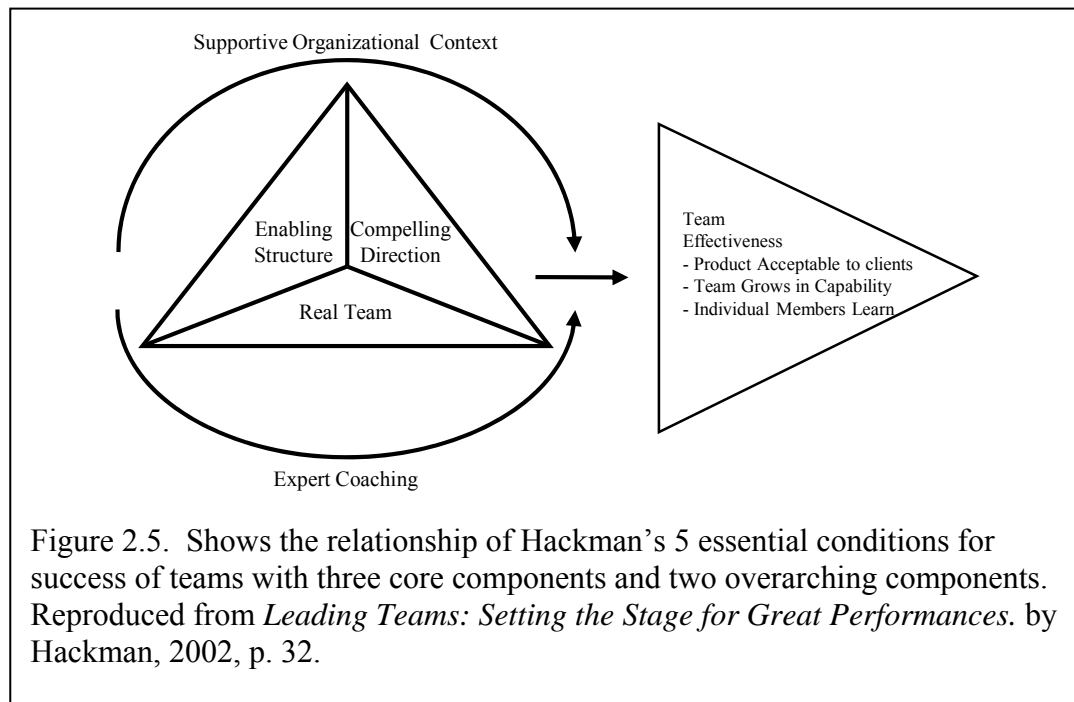 Supportive Organizational Context
Enabling Compelling
Structure Direction
Real Team
Expert Coaching
Team
Effectiveness
- Product Acceptable to clients
- Team Grows in Capability
- Individual Members Learn
Figure 2.5. Shows the relationship of Hackman’s 5 essential conditions for
success of teams with three core components and two overarching components.
Reproduced from Leading Teams: Setting the Stage for Great Performances. by
Hackman, 2002, p. 32.